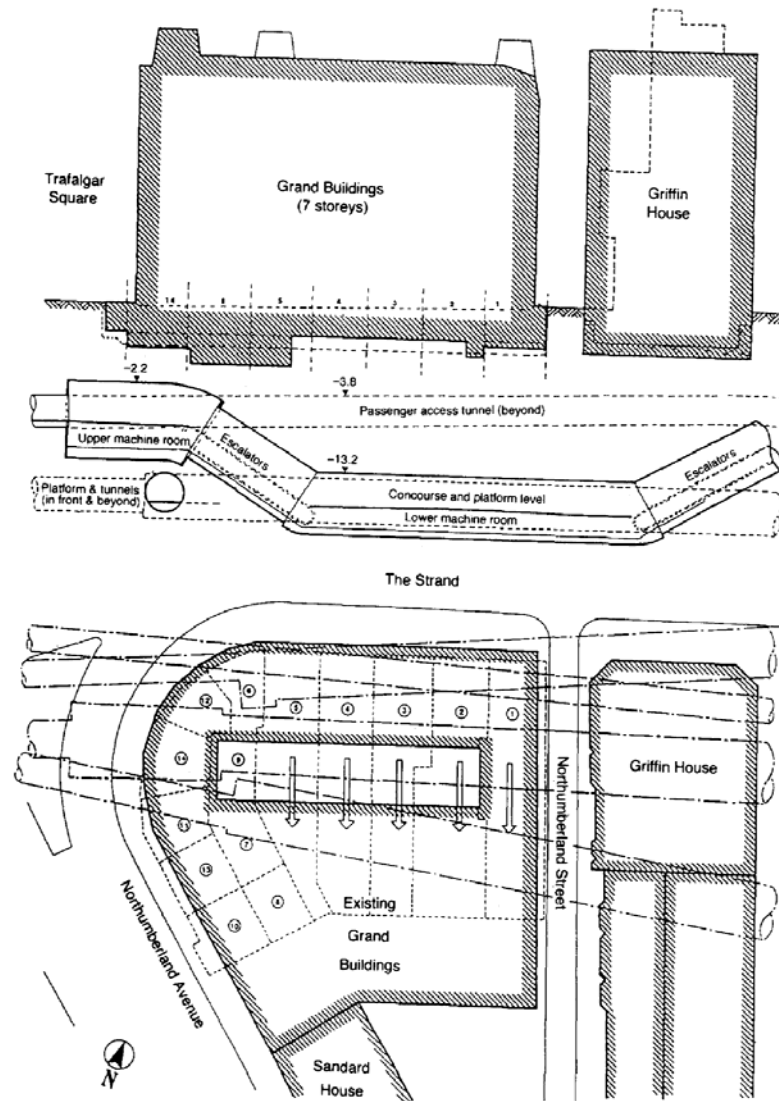 Trafalgar
Square
Grand Buildings
(7 storeys)
Griffin
House
5
4
3
2
1
−2.2
−3.8
Passenger access tunnel (beyond)
Upper machine room
Escalators
−13.2
Escalators
Platform & tunnels
(in front & beyond)
Concourse and platform level
Lower machine room
The Strand
12
5
4
3
2
1
14
9
Griffin House
11
7
13
8
10
Northumberland Street
Northumberland Avenue
Existing
Grand
Buildings
N
Sandard
House